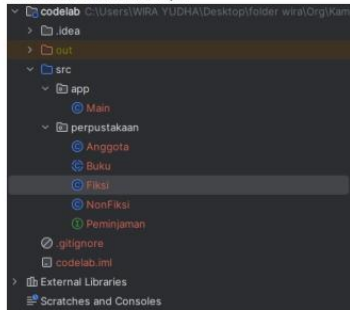 codelab C:\Users\WIRA YUDHA\Desktop\folder wira\Org\Kam
.idea
out
src
app
Main
perpustakaan
Anggota
Buku
Fiksi
NonFiksi
Peminjaman
.gitignore
codelab.iml
External Libraries
Scratches and Consoles